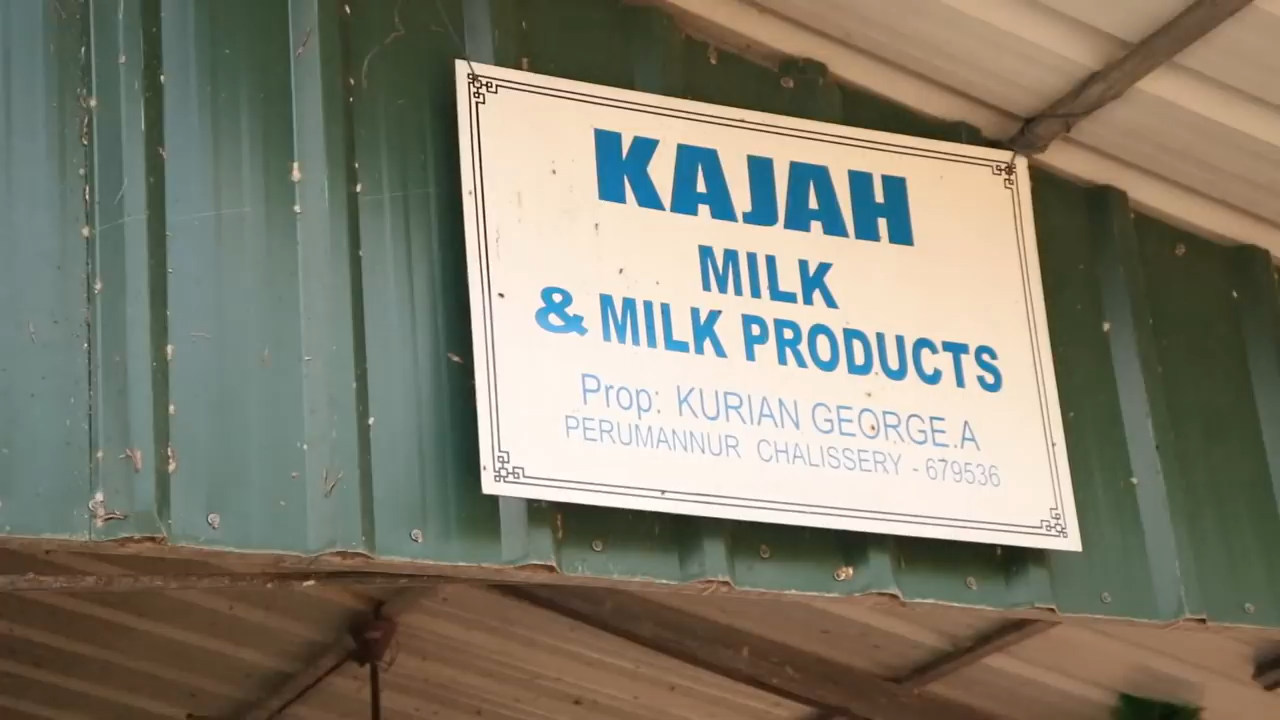 KAJAH
MILK
& MILK PRODUCTS
Prop: KURIAN GEORGE.A
PERUMANNUR CHALISSERY - 679536